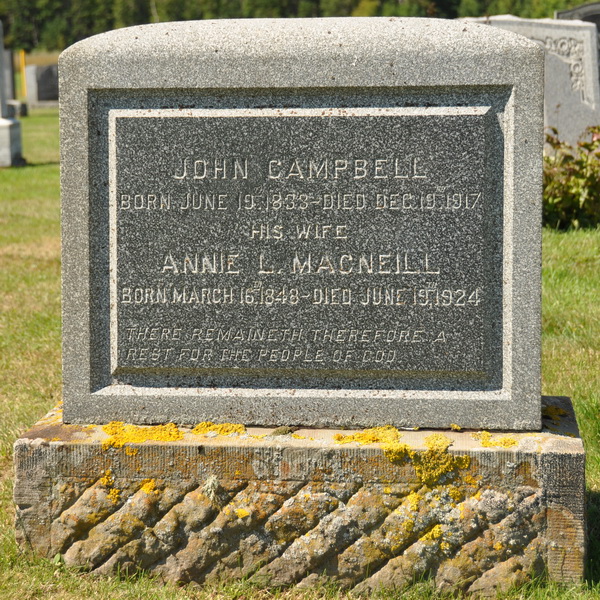 JOHN CAMPBELL
BORN JUNE 19, 1833-DIED DEC. 19, 1917
HIS WIFE
ANNIE L. MACNEILL
BORN MARCH 16, 1848-DIED JUNE 19, 1924
THERE REMAINETH THEREFORE A
REST FOR THE PEOPLE OF GOD